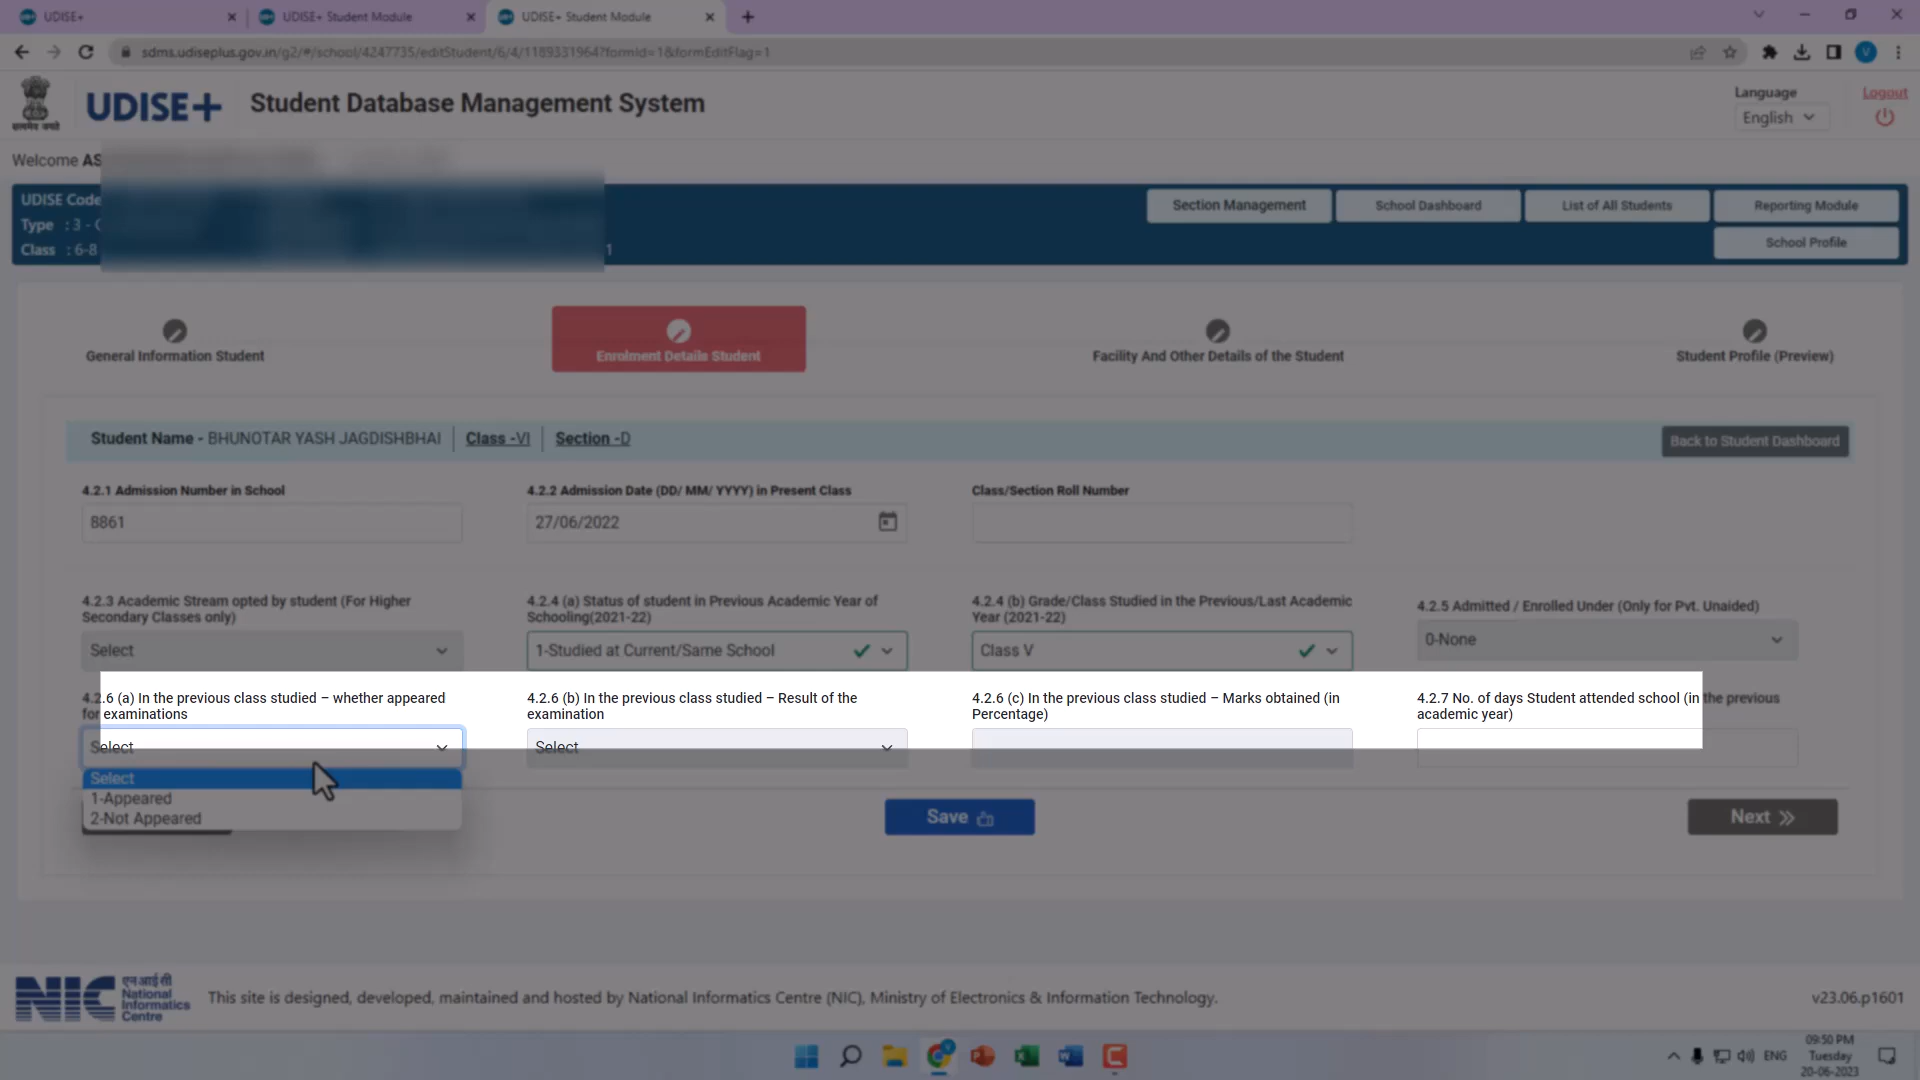 UDISE+
UDISE+ Student Module
UDISE+ Student Module
sdms.udiseplus.gov.in/g2/#/school/4247735/editStudent/6/4/1189331964?formId=1&formEditFlag=1
V
सत्यमेव जयते
UDISE+
Student Database Management System
Language
English
Logout
Welcome AS
UDISE Code
Type : 3 - C
Class : 6-8
1
Section Management
School Dashboard
List of All Students
Reporting Module
School Profile
General Information Student
Enrolment Details Student
Facility And Other Details of the Student
Student Profile (Preview)
Student Name - BHUNOTAR YASH JAGDISHBHAI
Class -VI
Section -D
Back to Student Dashboard
4.2.1 Admission Number in School
8861
4.2.2 Admission Date (DD/ MM/ YYYY) in Present Class
27/06/2022
Class/Section Roll Number
4.2.3 Academic Stream opted by student (For Higher
Secondary Classes only)
Select
4.2.4 (a) Status of student in Previous Academic Year of
Schooling(2021-22)
1-Studied at Current/Same School
4.2.4 (b) Grade/Class Studied in the Previous/Last Academic
Year (2021-22)
Class V
4.2.5 Admitted / Enrolled Under (Only for Pvt. Unaided)
0-None
4.2.6 (a) In the previous class studied – whether appeared
for examinations
Select
Select
1-Appeared
2-Not Appeared
4.2.6 (b) In the previous class studied – Result of the
examination
Select
4.2.6 (c) In the previous class studied – Marks obtained (in
Percentage)
4.2.7 No. of days Student attended school (in the previous
academic year)
Save
Next
NIC
एन आई सी
National
Informatics
Centre
This site is designed, developed, maintained and hosted by National Informatics Centre (NIC), Ministry of Electronics & Information Technology.
v23.06.p1601
ENG
09:50 PM
Tuesday
20-06-2023